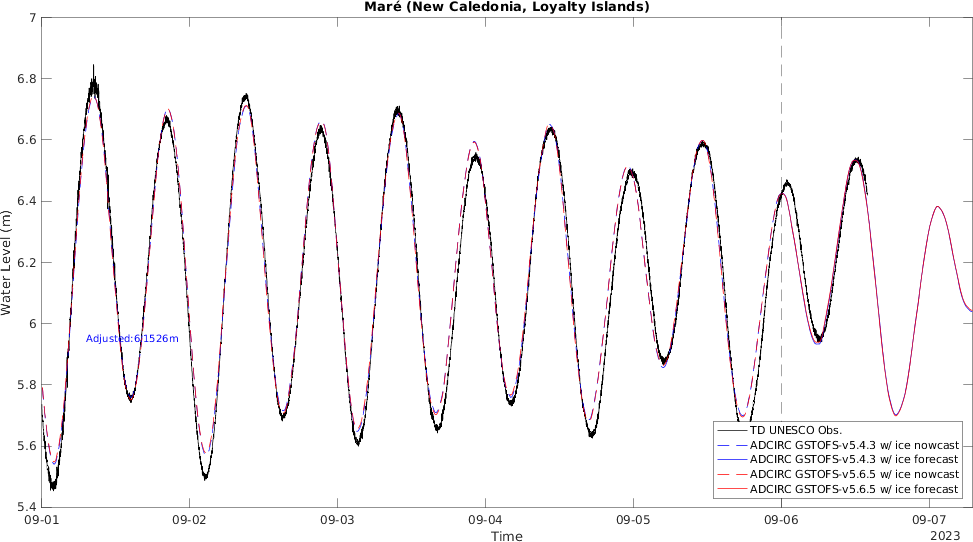 Maré (New Caledonia, Loyalty Islands)
7
6.8
6.6
6.4
6.2
6
5.8
5.6
5.4
Water Level (m)
Adjusted:6.1526m
TD UNESCO Obs.
ADCIRC GSTOFS-v5.4.3 w/ ice nowcast
ADCIRC GSTOFS-v5.4.3 w/ ice forecast
ADCIRC GSTOFS-v5.6.5 w/ ice nowcast
ADCIRC GSTOFS-v5.6.5 w/ ice forecast
09-01 09-02 09-03 09-04 09-05 09-06 09-07
Time
2023